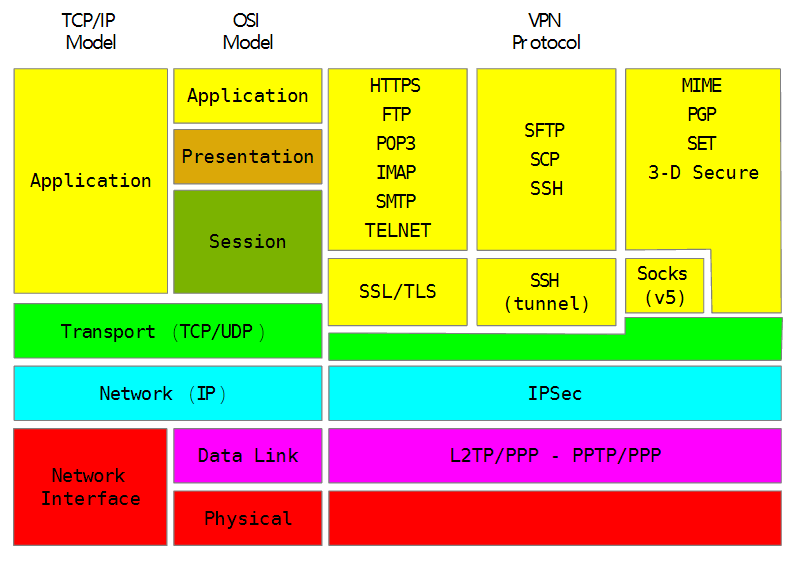 TCP/IP
Model
OSI
Model
VPN
Protocol
Application
Application
Presentation
Session
HTTPS
FTP
POP3
IMAP
SMTP
TELNET
SFTP
SCP
SSH
MIME
PGP
SET
3-D Secure
SSL/TLS
SSH
(tunnel)
Socks
(v5)
Transport (TCP/UDP)
Network (IP)
IPSec
Network
Interface
Data Link
L2TP/PPP - PPTP/PPP
Physical